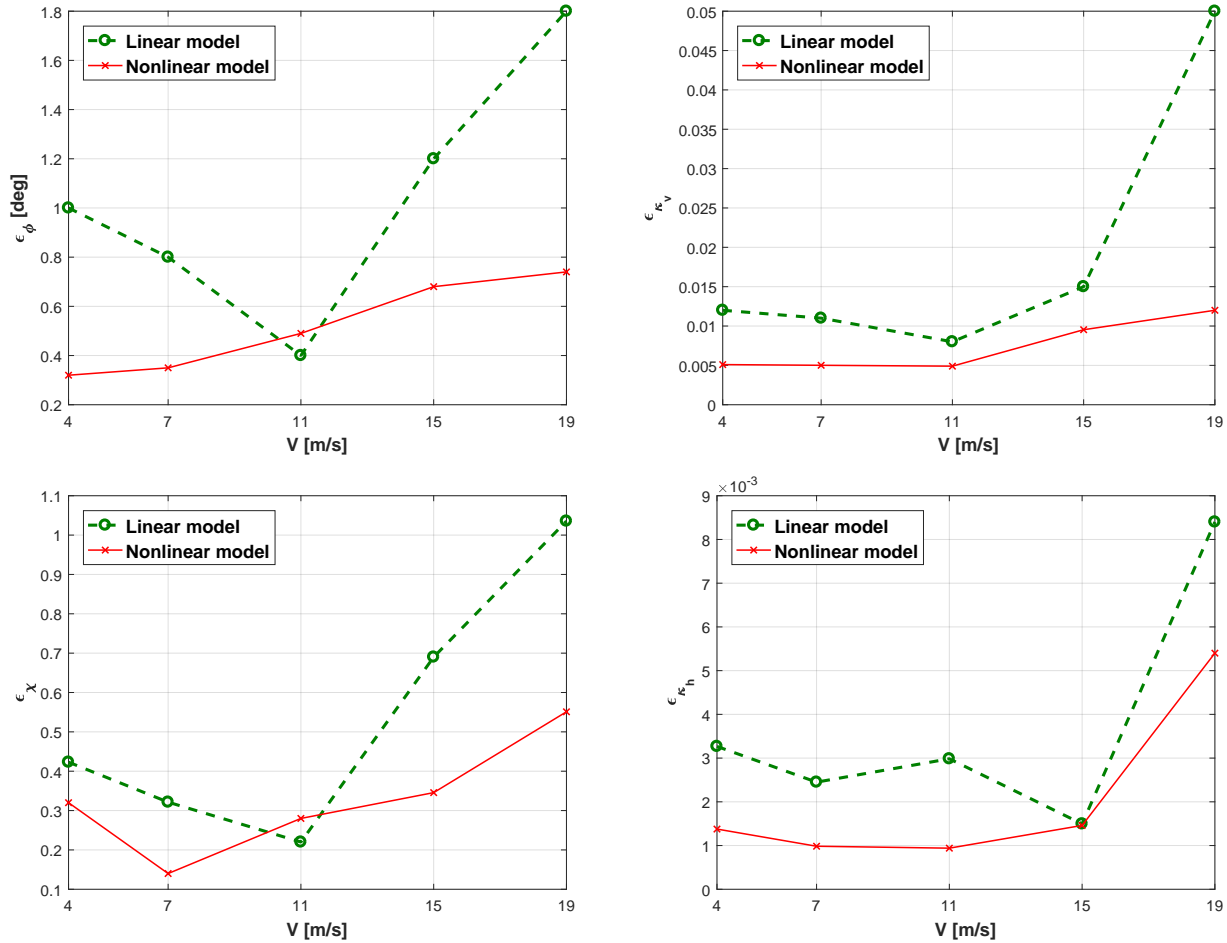 1.8
1.6
1.4
1.2
1
0.8
0.6
0.4
0.2
4 7 11 15 19
V [m/s]
ϵ_ϕ [deg]
Linear model
Nonlinear model
0.05
0.045
0.04
0.035
0.03
0.025
0.02
0.015
0.01
0.005
0
4 7 11 15 19
V [m/s]
ϵ_κ_v
Linear model
Nonlinear model
1.1
1
0.9
0.8
0.7
0.6
0.5
0.4
0.3
0.2
0.1
4 7 11 15 19
V [m/s]
ϵ_χ
Linear model
Nonlinear model
×10^-3
9
8
7
6
5
4
3
2
1
0
4 7 11 15 19
V [m/s]
ϵ_κ_h
Linear model
Nonlinear model